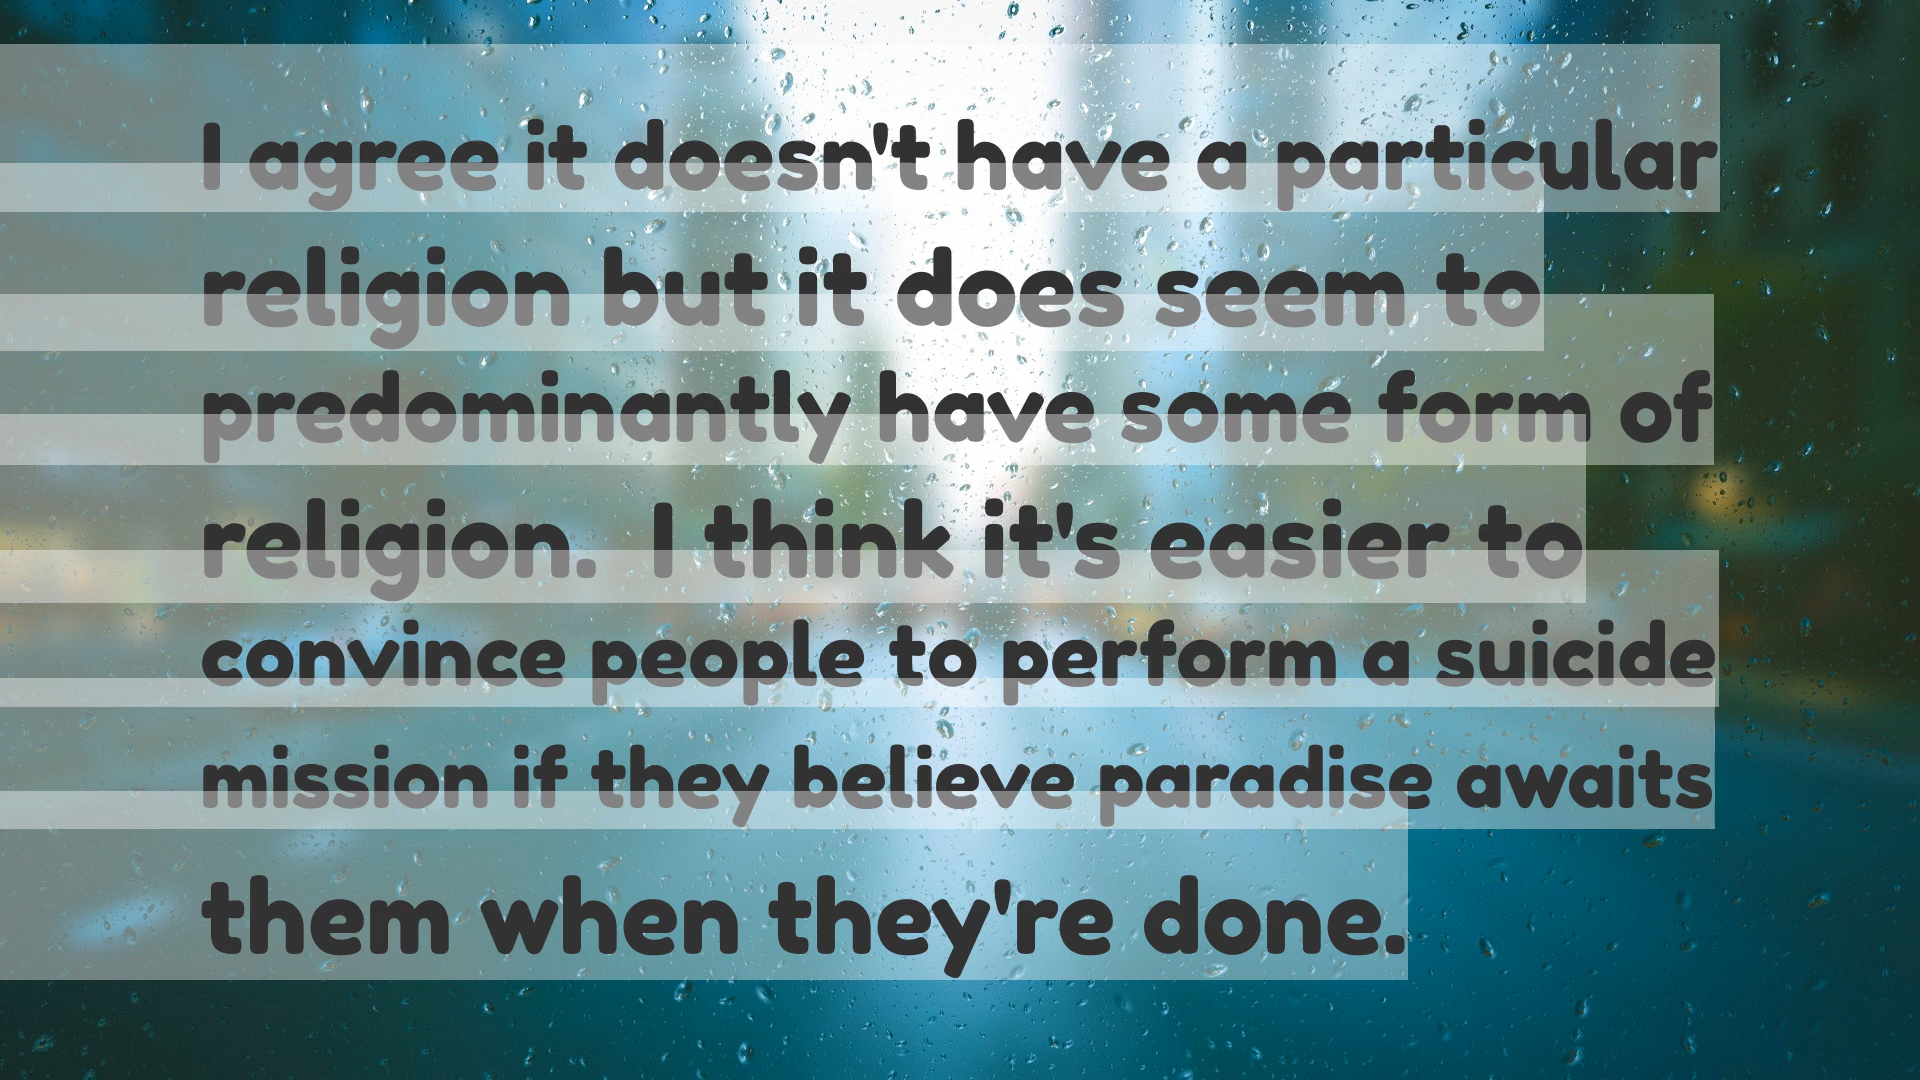 I agree it doesn't have a particular
religion but it does seem to
predominantly have some form of
religion.  I think it's easier to
convince people to perform a suicide
mission if they believe paradise awaits
them when they're done.